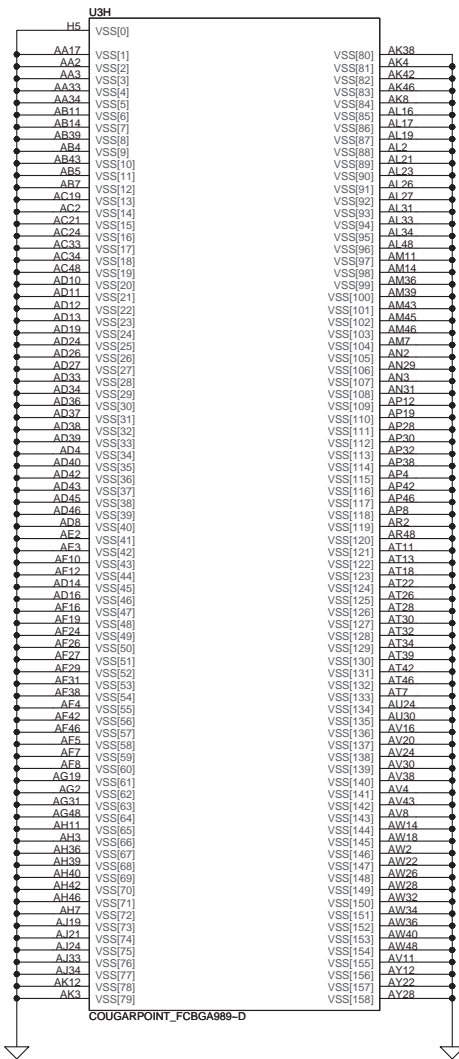 U3H
H5 VSS[0]
AA17 VSS[1] VSS[80] AK38
AA2 VSS[2] VSS[81] AK4
AA3 VSS[3] VSS[82] AK42
AA33 VSS[4] VSS[83] AK46
AA34 VSS[5] VSS[84] AK8
AB11 VSS[6] VSS[85] AL16
AB14 VSS[7] VSS[86] AL17
AB39 VSS[8] VSS[87] AL19
AB4 VSS[9] VSS[88] AL2
AB43 VSS[10] VSS[89] AL21
AB5 VSS[11] VSS[90] AL23
AB7 VSS[12] VSS[91] AL26
AC19 VSS[13] VSS[92] AL27
AC2 VSS[14] VSS[93] AL31
AC21 VSS[15] VSS[94] AL33
AC24 VSS[16] VSS[95] AL34
AC33 VSS[17] VSS[96] AL48
AC34 VSS[18] VSS[97] AM11
AC48 VSS[19] VSS[98] AM14
AD10 VSS[20] VSS[99] AM36
AD11 VSS[21] VSS[100] AM39
AD12 VSS[22] VSS[101] AM43
AD13 VSS[23] VSS[102] AM45
AD19 VSS[24] VSS[103] AM46
AD24 VSS[25] VSS[104] AM7
AD26 VSS[26] VSS[105] AN2
AD27 VSS[27] VSS[106] AN29
AD33 VSS[28] VSS[107] AN3
AD34 VSS[29] VSS[108] AN31
AD36 VSS[30] VSS[109] AP12
AD37 VSS[31] VSS[110] AP19
AD38 VSS[32] VSS[111] AP28
AD39 VSS[33] VSS[112] AP30
AD4 VSS[34] VSS[113] AP32
AD40 VSS[35] VSS[114] AP38
AD42 VSS[36] VSS[115] AP4
AD43 VSS[37] VSS[116] AP42
AD45 VSS[38] VSS[117] AP46
AD46 VSS[39] VSS[118] AP8
AD8 VSS[40] VSS[119] AR2
AE2 VSS[41] VSS[120] AR48
AE3 VSS[42] VSS[121] AT11
AF10 VSS[43] VSS[122] AT13
AF12 VSS[44] VSS[123] AT18
AD14 VSS[45] VSS[124] AT22
AD16 VSS[46] VSS[125] AT26
AF16 VSS[47] VSS[126] AT28
AF19 VSS[48] VSS[127] AT30
AF24 VSS[49] VSS[128] AT32
AF26 VSS[50] VSS[129] AT34
AF27 VSS[51] VSS[130] AT39
AF29 VSS[52] VSS[131] AT42
AF31 VSS[53] VSS[132] AT46
AF38 VSS[54] VSS[133] AT7
AF4 VSS[55] VSS[134] AU24
AF42 VSS[56] VSS[135] AU30
AF46 VSS[57] VSS[136] AV16
AF5 VSS[58] VSS[137] AV20
AF7 VSS[59] VSS[138] AV24
AF8 VSS[60] VSS[139] AV30
AG19 VSS[61] VSS[140] AV38
AG2 VSS[62] VSS[141] AV4
AG31 VSS[63] VSS[142] AV43
AG48 VSS[64] VSS[143] AV8
AH11 VSS[65] VSS[144] AW14
AH3 VSS[66] VSS[145] AW18
AH36 VSS[67] VSS[146] AW2
AH39 VSS[68] VSS[147] AW22
AH40 VSS[69] VSS[148] AW26
AH42 VSS[70] VSS[149] AW28
AH46 VSS[71] VSS[150] AW32
AH7 VSS[72] VSS[151] AW34
AJ19 VSS[73] VSS[152] AW36
AJ21 VSS[74] VSS[153] AW40
AJ24 VSS[75] VSS[154] AW48
AJ33 VSS[76] VSS[155] AV11
AJ34 VSS[77] VSS[156] AY12
AK12 VSS[78] VSS[157] AY22
AK3 VSS[79] VSS[158] AY28
COUGARPOINT_FCBGA989~D